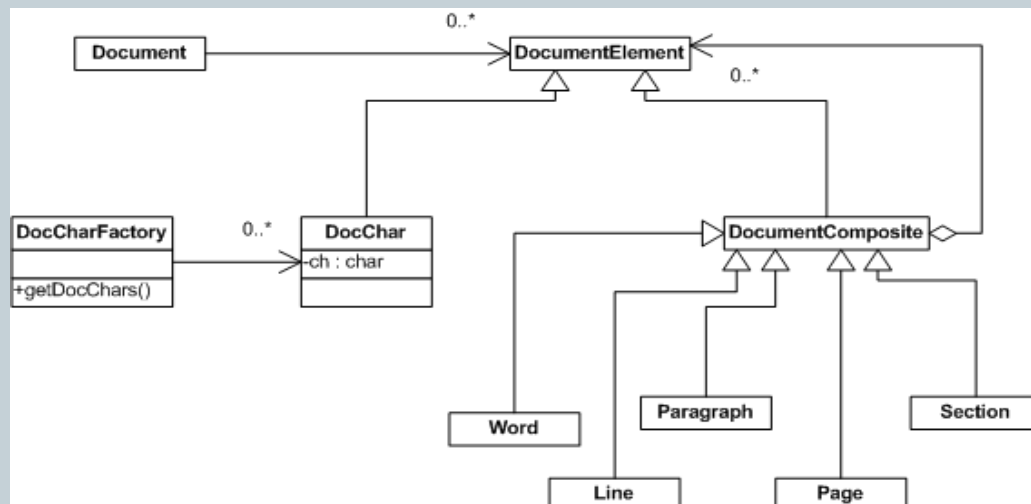 0..*
Document
DocumentElement
0..*
DocCharFactory
+getDocChars()
0..*
DocChar
-ch : char
DocumentComposite
Paragraph
Section
Word
Line
Page